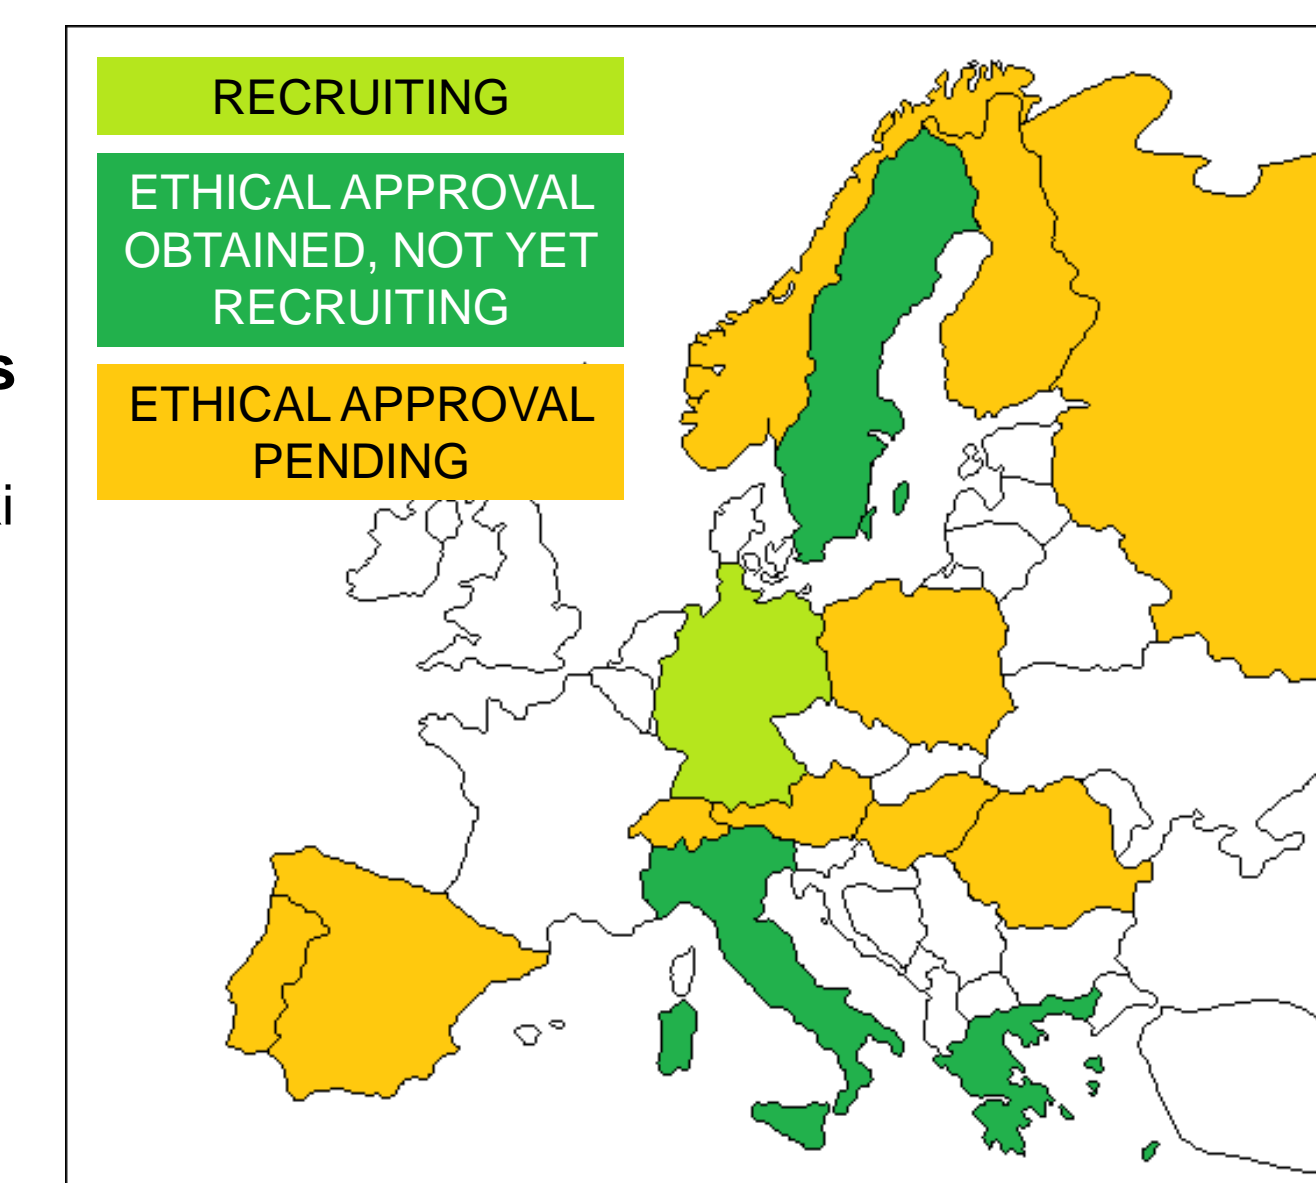 RECRUITING
ETHICAL APPROVAL
OBTAINED, NOT YET
RECRUITING
s
ETHICAL APPROVAL
PENDING
i